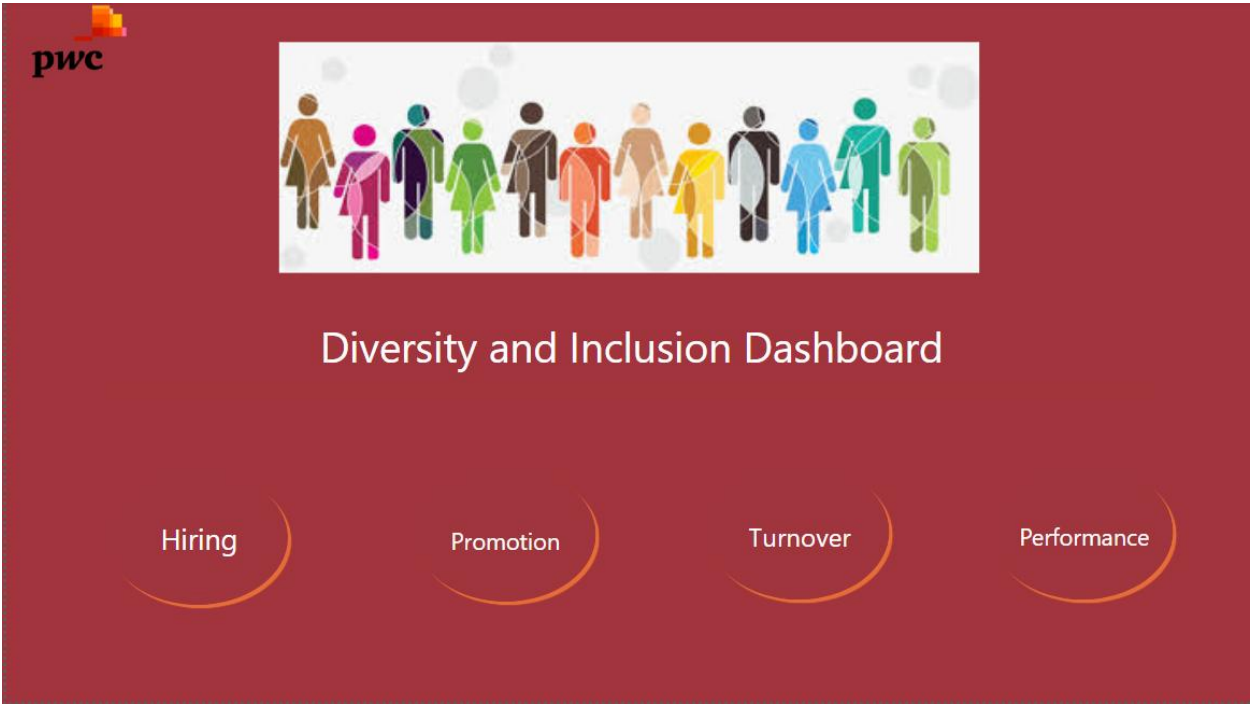 pwc
Diversity and Inclusion Dashboard
Hiring
Promotion
Turnover
Performance